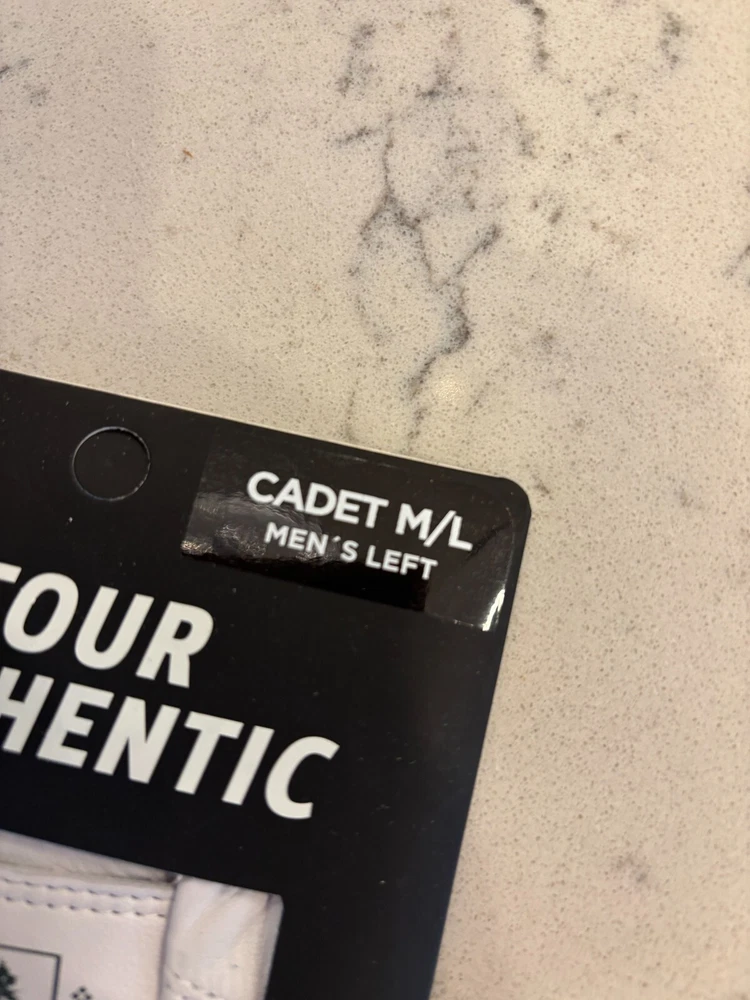 CADET M/L
MEN´S LEFT
TOUR
HENTIC